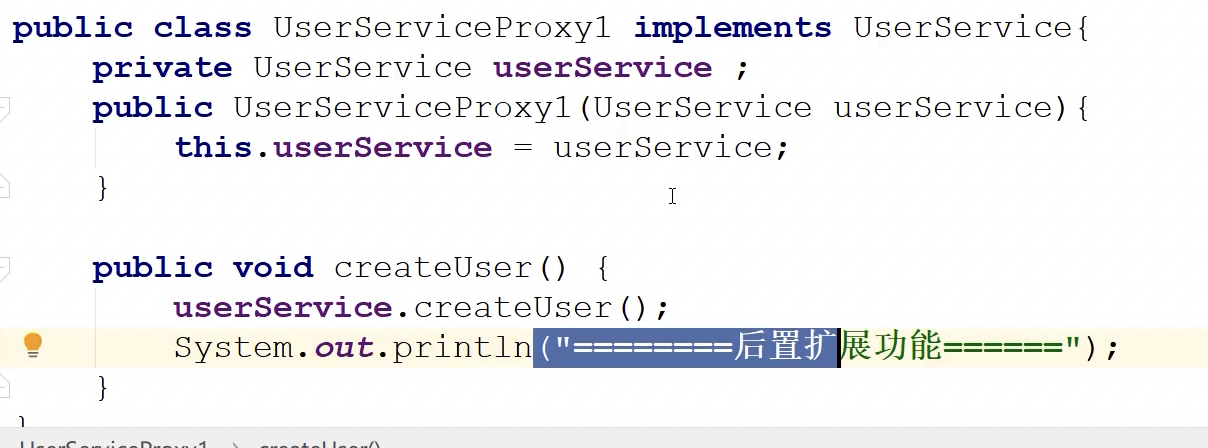 public class UserServiceProxy1 implements UserService{
private UserService userService ;
public UserServiceProxy1(UserService userService){
this.userService = userService;
}
public void createUser() {
userService.createUser();
System.out.println("========后置扩展功能======");
}
}
UserServiceProxy1 > createUser()